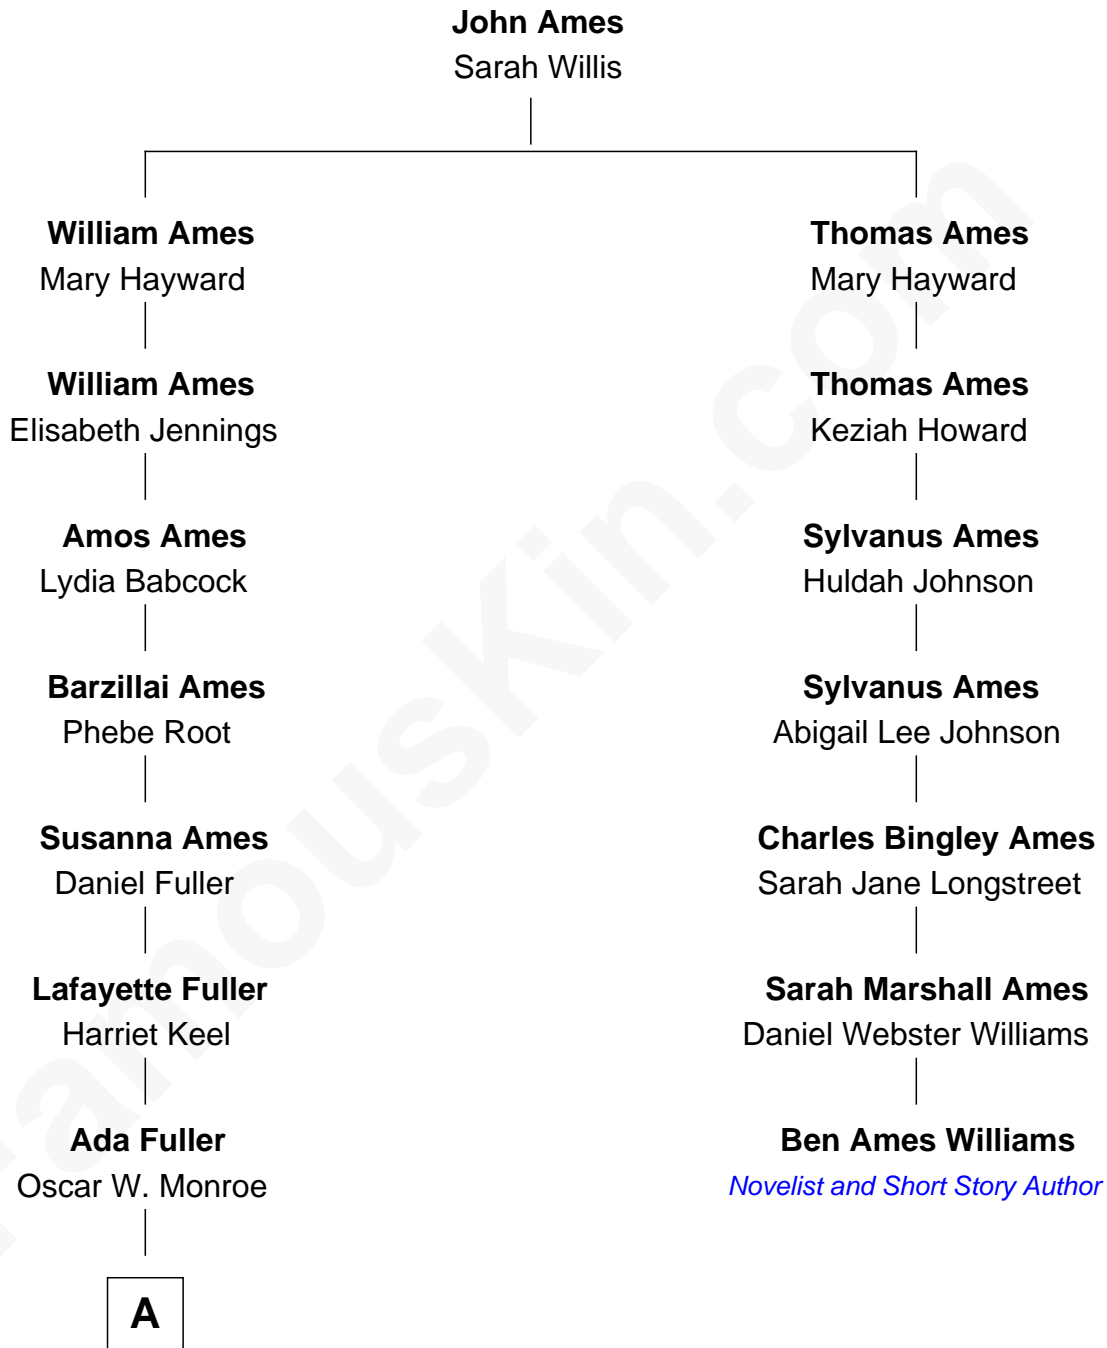 John Ames
Sarah Willis
William Ames
Mary Hayward
Thomas Ames
Mary Hayward
William Ames
Elisabeth Jennings
Thomas Ames
Keziah Howard
Amos Ames
Lydia Babcock
Sylvanus Ames
Huldah Johnson
Barzillai Ames
Phebe Root
Sylvanus Ames
Abigail Lee Johnson
Susanna Ames
Daniel Fuller
Charles Bingley Ames
Sarah Jane Longstreet
Lafayette Fuller
Harriet Keel
Sarah Marshall Ames
Daniel Webster Williams
Ada Fuller
Oscar W. Monroe
Ben Ames Williams
Novelist and Short Story Author
A
FamousKin.com